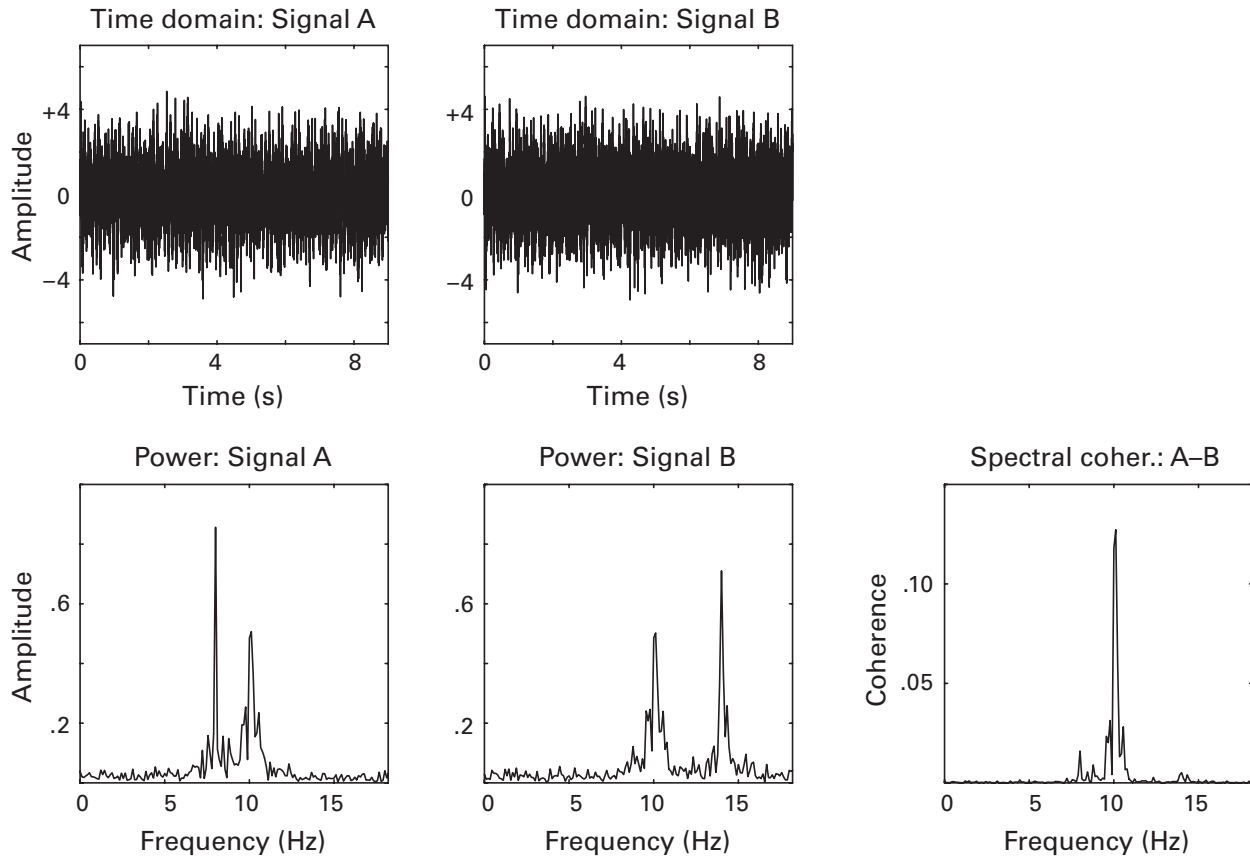 Time domain: Signal A
Time domain: Signal B
Amplitude
+4
0
−4
0 4 8
Time (s)
+4
0
−4
0 4 8
Time (s)
Power: Signal A
Power: Signal B
Spectral coher.: A–B
Amplitude
.6
.2
0 5 10 15
Frequency (Hz)
.6
.2
0 5 10 15
Frequency (Hz)
Coherence
.10
.05
0 5 10 15
Frequency (Hz)